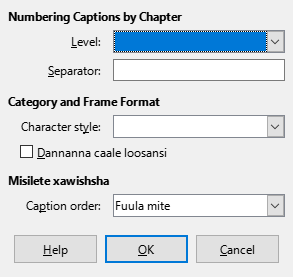 Numbering Captions by Chapter
Level:
Separator:
Category and Frame Format
Character style:
Dannanna caale loosansi
Misilete xawishsha
Caption order: Fuula mite
Help OK Cancel